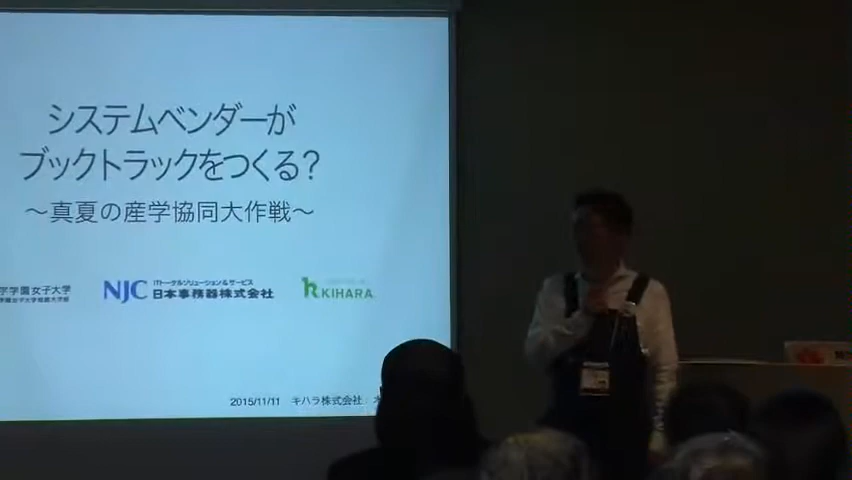 システムベンダーが
ブックトラックをつくる?
～真夏の産学協同大作戦～
学園女子大学
NJC ITトータルソリューション&サービス
日本事務器株式会社
KIHARA
2015/11/11 キハラ株式会社